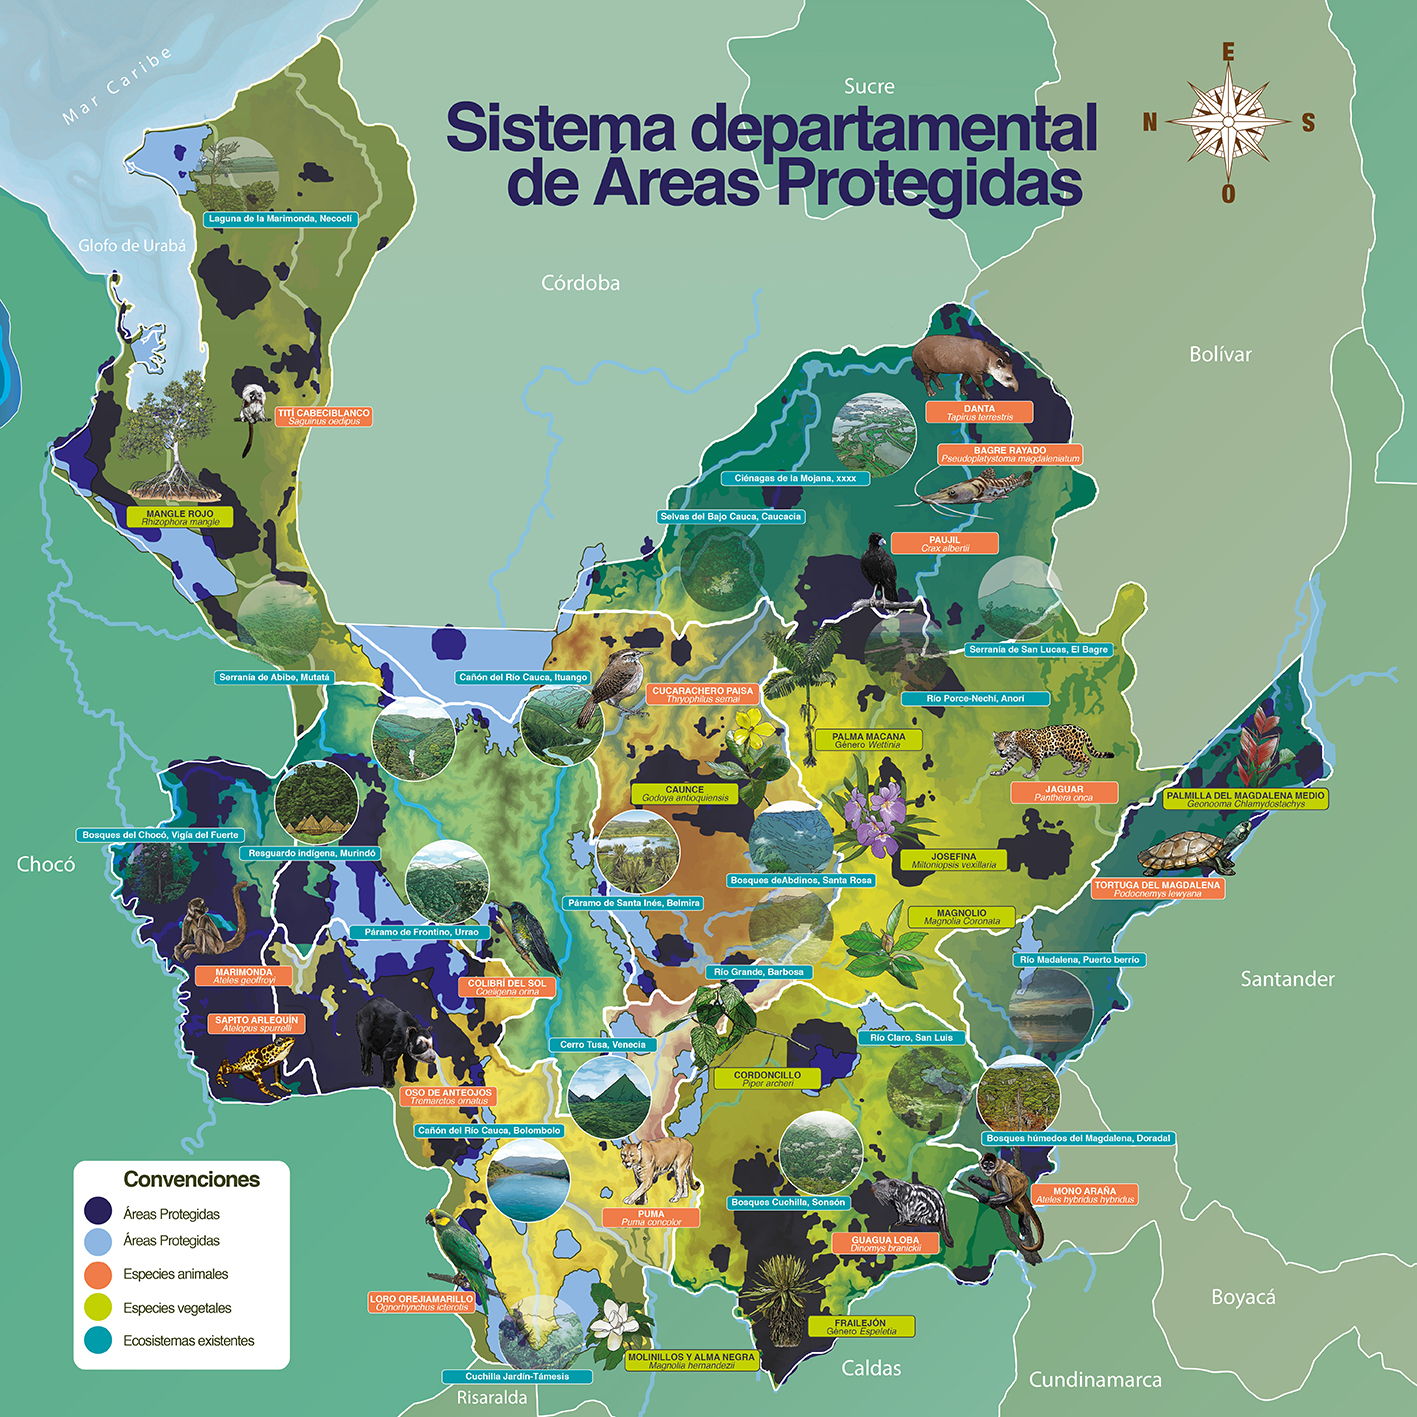 Sistema departamental
de Áreas Protegidas
E
N
S
O
Mar Caribe
Sucre
Glofo de Urabá
Córdoba
Bolívar
Chocó
Santander
Boyacá
Caldas
Cundinamarca
Risaralda
Laguna de la Marimonda, Necoclí
TITÍ CABECIBLANCO
Saguinus oedipus
MANGLE ROJO
Rhizophora mangle
DANTA
Tapirus terrestris
BAGRE RAYADO
Pseudoplatystoma magdaleniatum
Ciénagas de la Mojana, xxxx
Selvas del Bajo Cauca, Caucacia
PAUJIL
Crax albertii
Serranía de San Lucas, El Bagre
Serranía de Abibe, Mutatá
Cañón del Río Cauca, Ituango
CUCARACHERO PAISA
Thryophilus sernai
Río Porce-Nechí, Anorí
PALMA MACANA
Género Wettinia
CAUNCE
Godoya antioquiensis
JAGUAR
Panthera onca
PALMILLA DEL MAGDALENA MEDIO
Geonooma Chlamydostachys
Bosques del Chocó, Vigía del Fuerte
Resguardo indígena, Murindó
JOSEFINA
Miltoniopsis vexillaria
Bosques deAbdinos, Santa Rosa
TORTUGA DEL MAGDALENA
Podocnemys lewyana
Páramo de Santa Inés, Belmira
MAGNOLIO
Magnolia Coronata
Páramo de Frontino, Urrao
Río Madalena, Puerto berrío
MARIMONDA
Ateles geoffroyi
Río Grande, Barbosa
COLIBRÍ DEL SOL
Coeligena orina
SAPITO ARLEQUÍN
Atelopus spurrelli
Cerro Tusa, Venecia
Río Claro, San Luis
CORDONCILLO
Piper archeri
OSO DE ANTEOJOS
Tremarctos ornatus
Cañón del Río Cauca, Bolombolo
Bosques húmedos del Magdalena, Doradal
MONO ARAÑA
Ateles hybridus hybridus
Bosques Cuchilla, Sonsón
PUMA
Puma concolor
GUAGUA LOBA
Dinomys branickii
LORO OREJIAMARILLO
Ognorhynchus icterotis
FRAILEJÓN
Género Espeletia
MOLINILLOS Y ALMA NEGRA
Magnolia hernandezii
Cuchilla Jardín-Támesis
Convenciones
Áreas Protegidas
Áreas Protegidas
Especies animales
Especies vegetales
Ecosistemas existentes